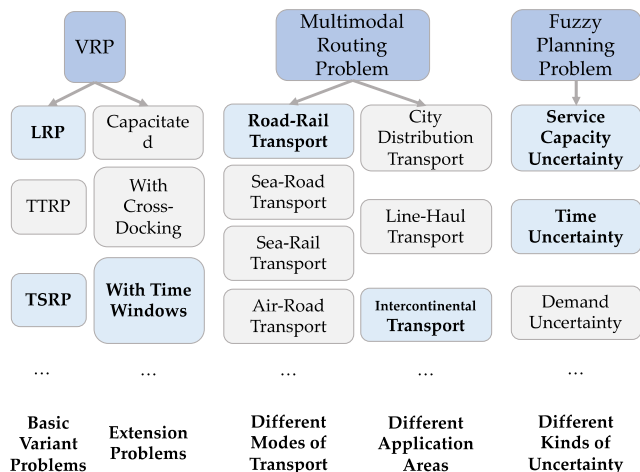 VRP
Multimodal
Routing
Problem
Fuzzy
Planning
Problem
LRP
TTRP
TSRP
...
Basic
Variant
Problems
Capacitate
d
With
Cross-
Docking
With Time
Windows
...
Extension
Problems
Road-Rail
Transport
Sea-Road
Transport
Sea-Rail
Transport
Air-Road
Transport
...
Different
Modes of
Transport
City
Distribution
Transport
Line-Haul
Transport
Intercontinental
Transport
...
Different
Application
Areas
Service
Capacity
Uncertainty
Time
Uncertainty
Demand
Uncertainty
...
Different
Kinds of
Uncertainty